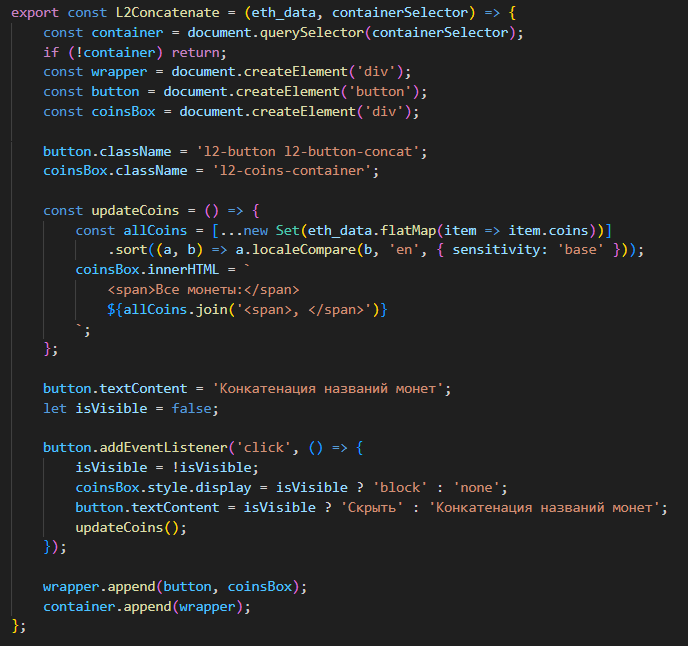 export const L2Concatenate = (eth_data, containerSelector) => {
    const container = document.querySelector(containerSelector);
    if (!container) return;
    const wrapper = document.createElement('div');
    const button = document.createElement('button');
    const coinsBox = document.createElement('div');

    button.className = 'l2-button l2-button-concat';
    coinsBox.className = 'l2-coins-container';

    const updateCoins = () => {
        const allCoins = [...new Set(eth_data.flatMap(item => item.coins))]
            .sort((a, b) => a.localeCompare(b, 'en', { sensitivity: 'base' }));
        coinsBox.innerHTML = `
            <span>Все монеты:</span>
            ${allCoins.join('<span>, </span>')}
        `;
    };

    button.textContent = 'Конкатенация названий монет';
    let isVisible = false;

    button.addEventListener('click', () => {
        isVisible = !isVisible;
        coinsBox.style.display = isVisible ? 'block' : 'none';
        button.textContent = isVisible ? 'Скрыть' : 'Конкатенация названий монет';
        updateCoins();
    });

    wrapper.append(button, coinsBox);
    container.append(wrapper);
};